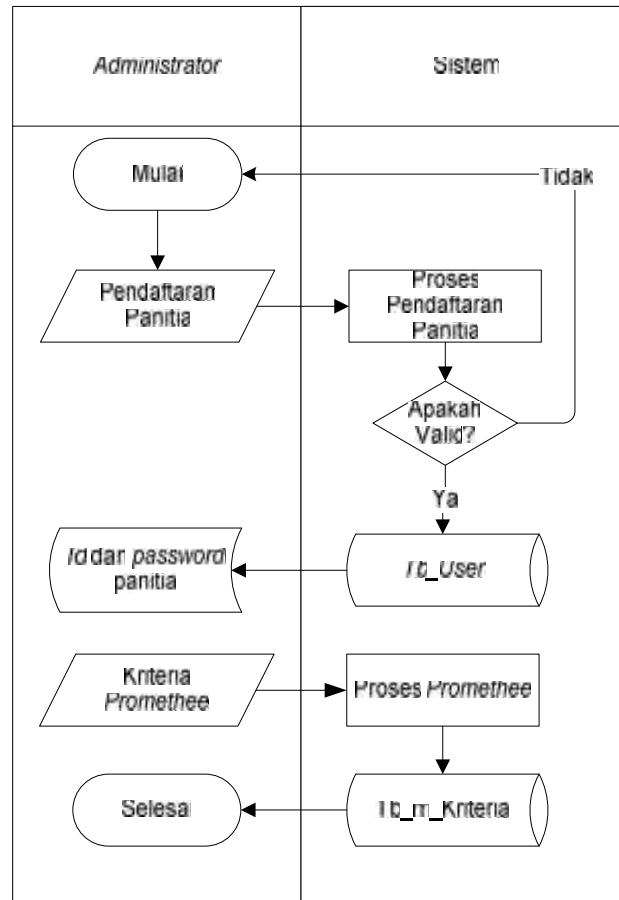 Administrator
Sistem
Mulai
Tidak
Pendaftaran
Panitia
Proses
Pendaftaran
Panitia
Apakah
Valid?
Ya
Id dan password
panitia
Tb_User
Kriteria
Promethee
Proses Promethee
Selesai
Tb_m_Kriteria